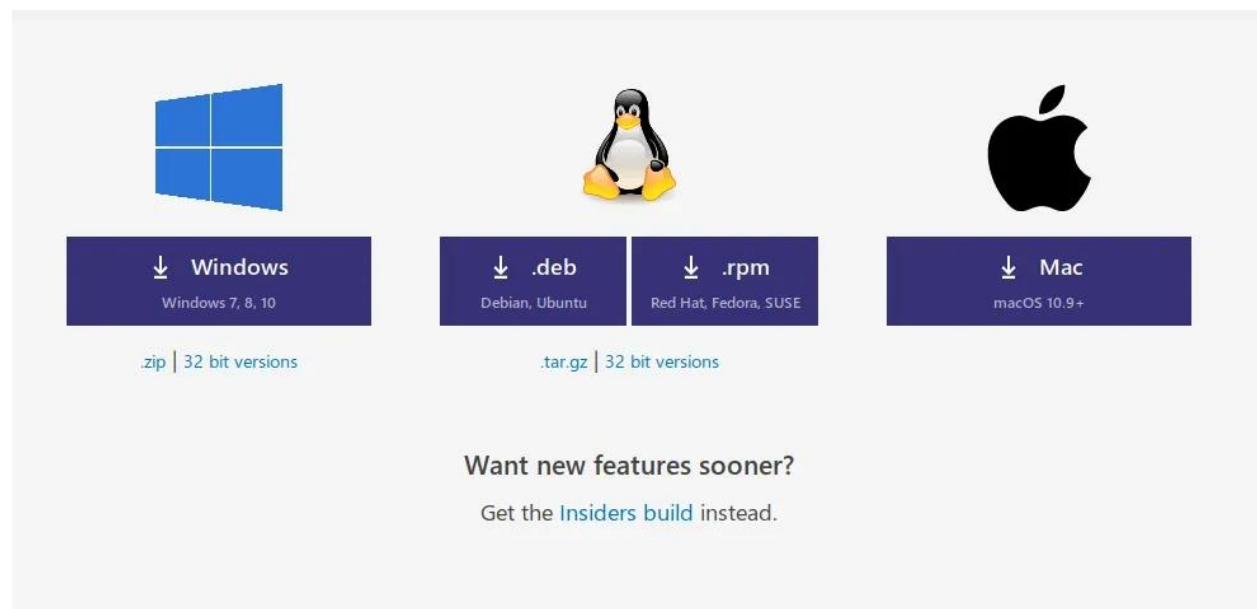 Windows
Windows 7, 8, 10
.zip | 32 bit versions
.deb
Debian, Ubuntu
.rpm
Red Hat, Fedora, SUSE
.tar.gz | 32 bit versions
Mac
macOS 10.9+
Want new features sooner?
Get the Insiders build instead.